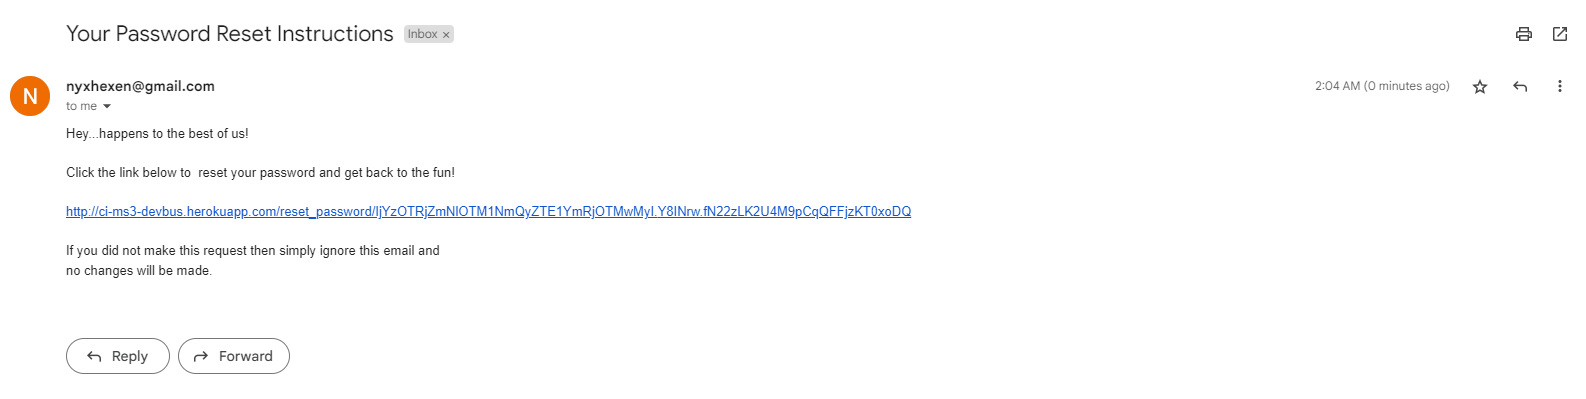 Your Password Reset Instructions Inbox ×
N
nyxhexen@gmail.com 2:04 AM (0 minutes ago)
to me
Hey...happens to the best of us!
Click the link below to  reset your password and get back to the fun!
http://ci-ms3-devbus.herokuapp.com/reset_password/IjYzOTRjZmNlOTM1NmQyZTE1YmRjOTMwMyI.Y8INrw.fN22zLK2U4M9pCqQFFjzKT0xoDQ
If you did not make this request then simply ignore this email and
no changes will be made.
Reply Forward